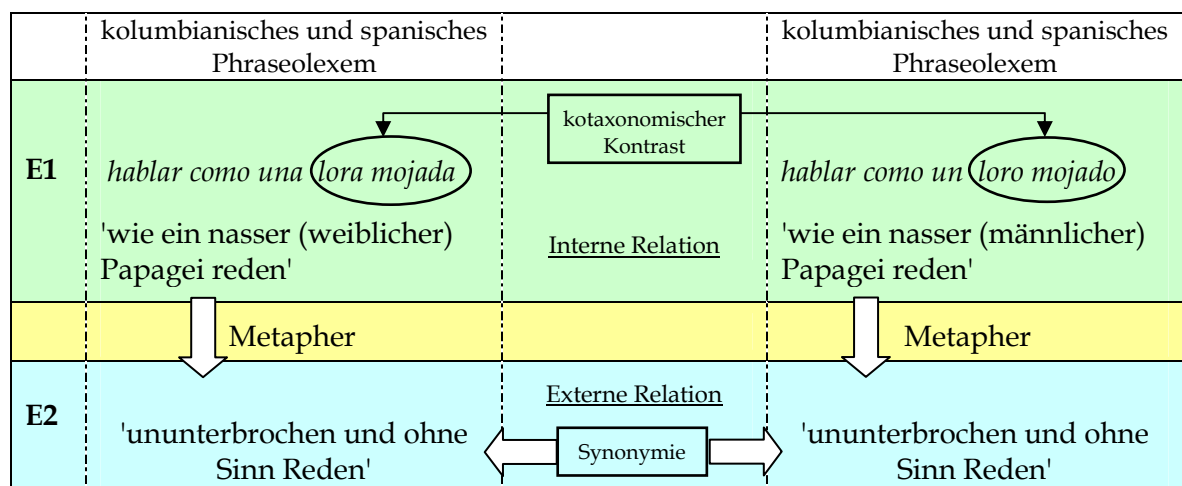 kolumbianisches und spanisches
Phraseolexem
kolumbianisches und spanisches
Phraseolexem
E1
hablar como una lora mojada
'wie ein nasser (weiblicher)
Papagei reden'
kotaxonomischer
Kontrast
Interne Relation
hablar como un loro mojado
'wie ein nasser (männlicher)
Papagei reden'
Metapher
Metapher
E2
'ununterbrochen und ohne
Sinn Reden'
Externe Relation
Synonymie
'ununterbrochen und ohne
Sinn Reden'